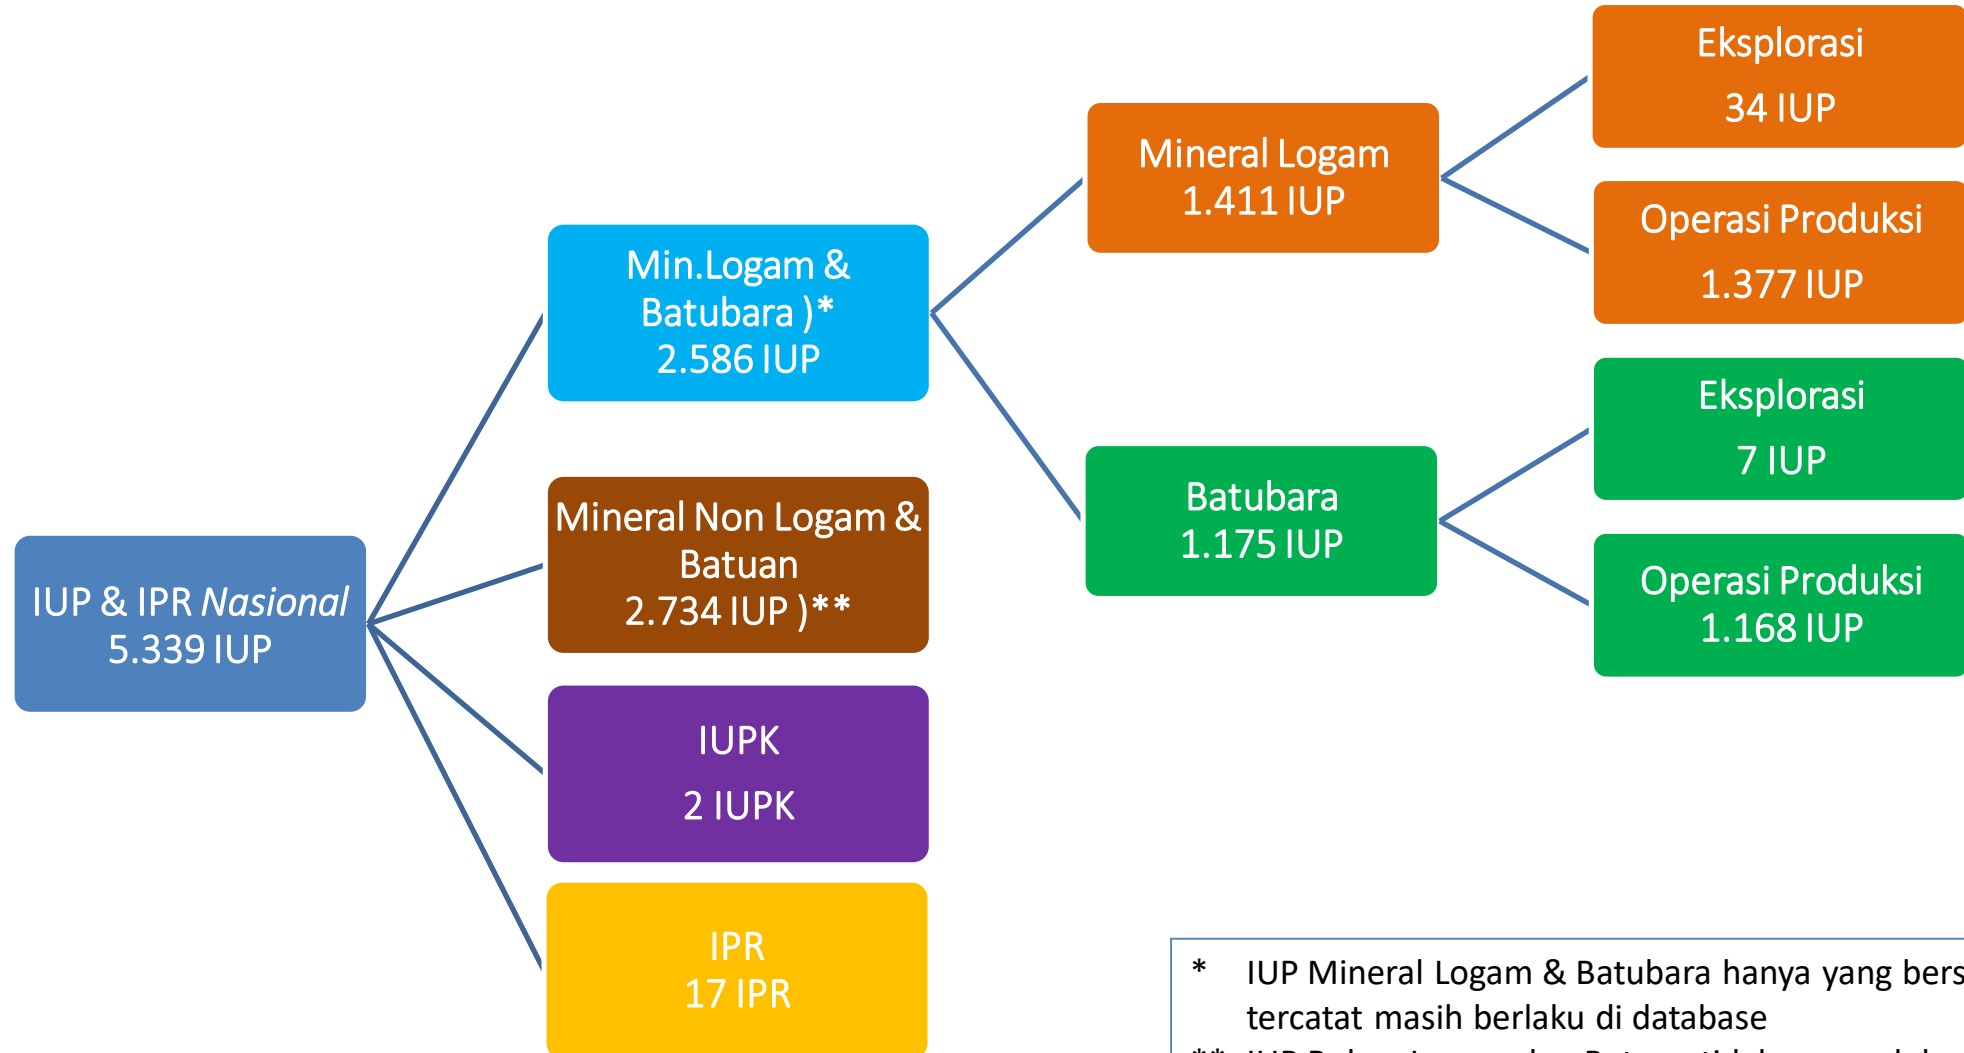 IUP & IPR Nasional
5.339 IUP
Min.Logam &
Batubara )*
2.586 IUP
Mineral Non Logam &
Batuan
2.734 IUP )**
IUPK
2 IUPK
IPR
17 IPR
Mineral Logam
1.411 IUP
Batubara
1.175 IUP
Eksplorasi
34 IUP
Operasi Produksi
1.377 IUP
Eksplorasi
7 IUP
Operasi Produksi
1.168 IUP
* IUP Mineral Logam & Batubara hanya yang
tercatat masih berlaku di database
** IUP